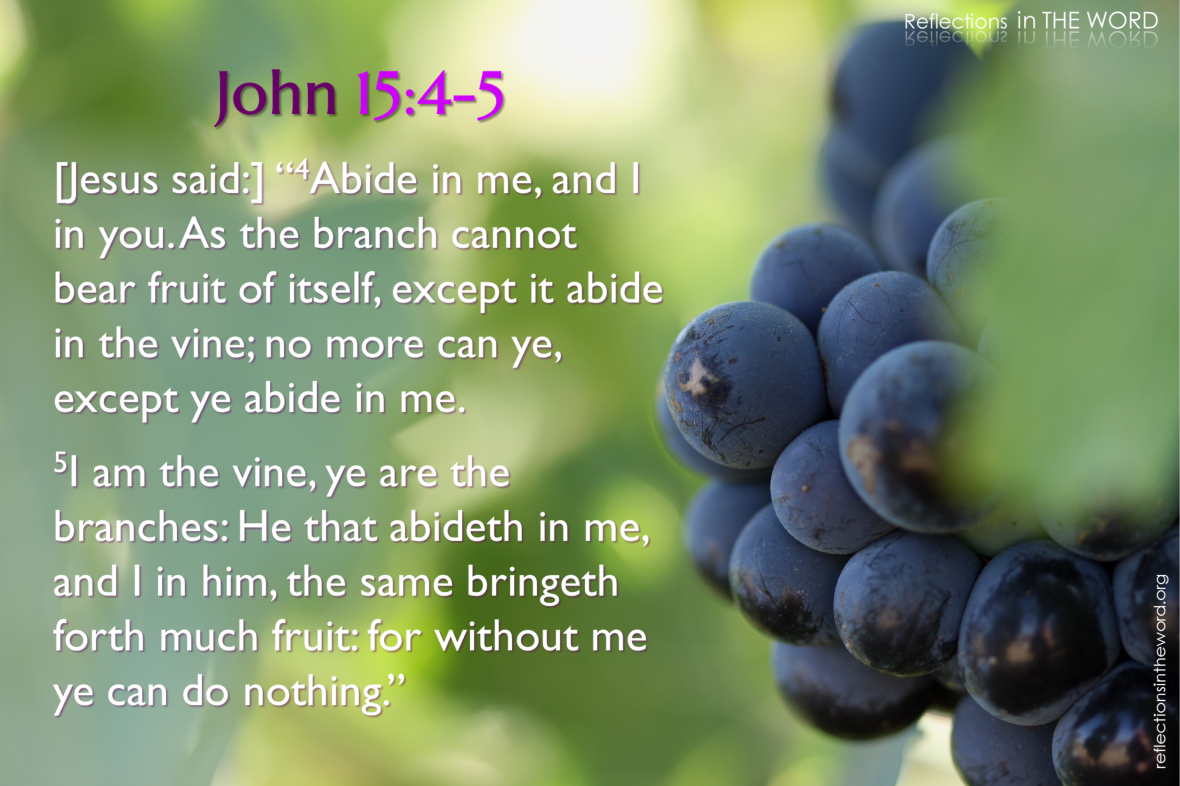 Reflections in THE WORD
John 15:4-5
[Jesus said:] “⁴Abide in me, and I
in you. As the branch cannot
bear fruit of itself, except it abide
in the vine; no more can ye,
except ye abide in me.
⁵I am the vine, ye are the
branches: He that abideth in me,
and I in him, the same bringeth
forth much fruit: for without me
ye can do nothing.”
reflectionsintheword.org